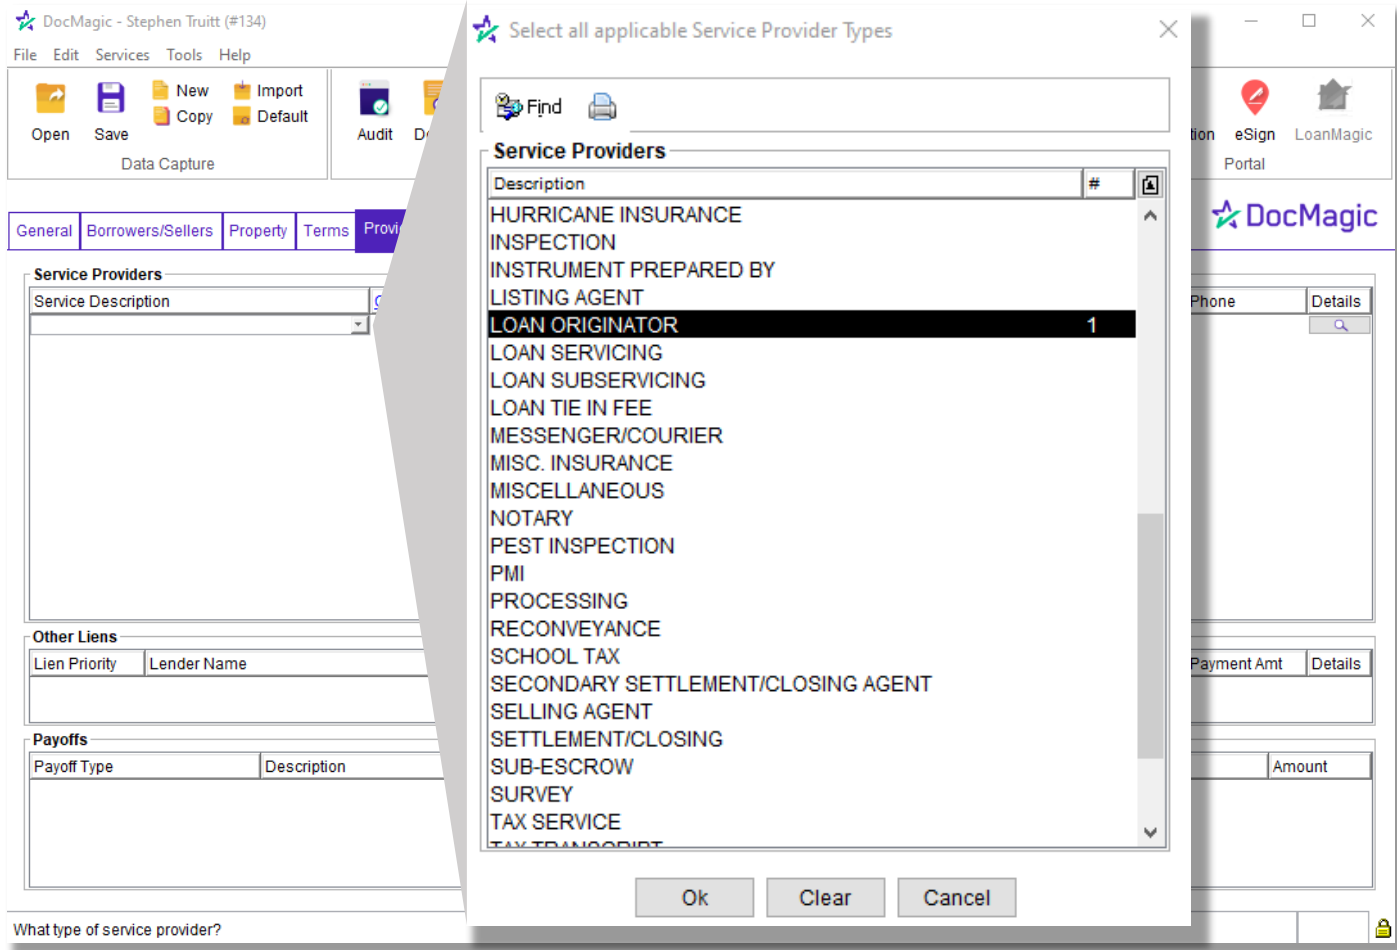 DocMagic - Stephen Truitt (#134)
File Edit Services Tools Help
Open
Save
New
Copy
Import
Default
Data Capture
Audit
eSign
LoanMagic
Portal
DocMagic
General Borrowers/Sellers Property Terms
Service Providers
Service Description
Phone Details
Other Liens
Lien Priority Lender Name
Payment Amt Details
Payoffs
Payoff Type Description
Amount
What type of service provider?
Select all applicable Service Provider Types
Find
Service Providers
Description #
HURRICANE INSURANCE
INSPECTION
INSTRUMENT PREPARED BY
LISTING AGENT
LOAN ORIGINATOR 1
LOAN SERVICING
LOAN SUBSERVICING
LOAN TIE IN FEE
MESSENGER/COURIER
MISC. INSURANCE
MISCELLANEOUS
NOTARY
PEST INSPECTION
PMI
PROCESSING
RECONVEYANCE
SCHOOL TAX
SECONDARY SETTLEMENT/CLOSING AGENT
SELLING AGENT
SETTLEMENT/CLOSING
SUB-ESCROW
SURVEY
TAX SERVICE
TAX TRANSCRIPT
Ok Clear Cancel